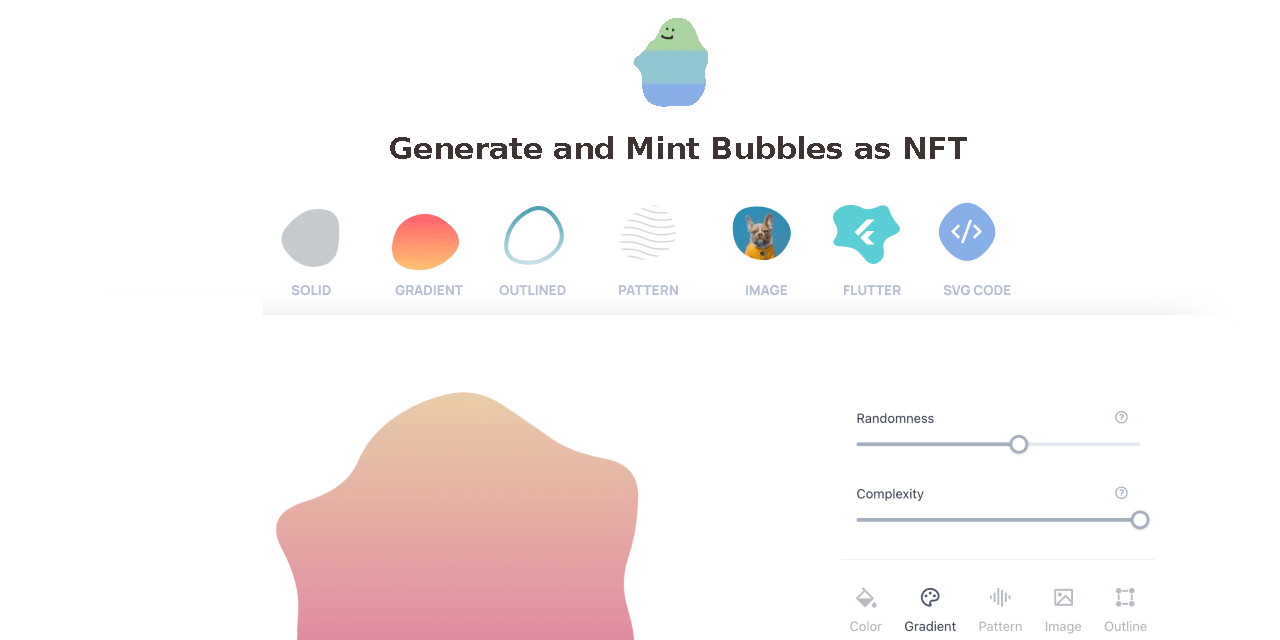 Generate and Mint Bubbles as NFT
SOLID GRADIENT OUTLINED PATTERN IMAGE FLUTTER SVG CODE
Randomness
Complexity
Color Gradient Pattern Image Outline